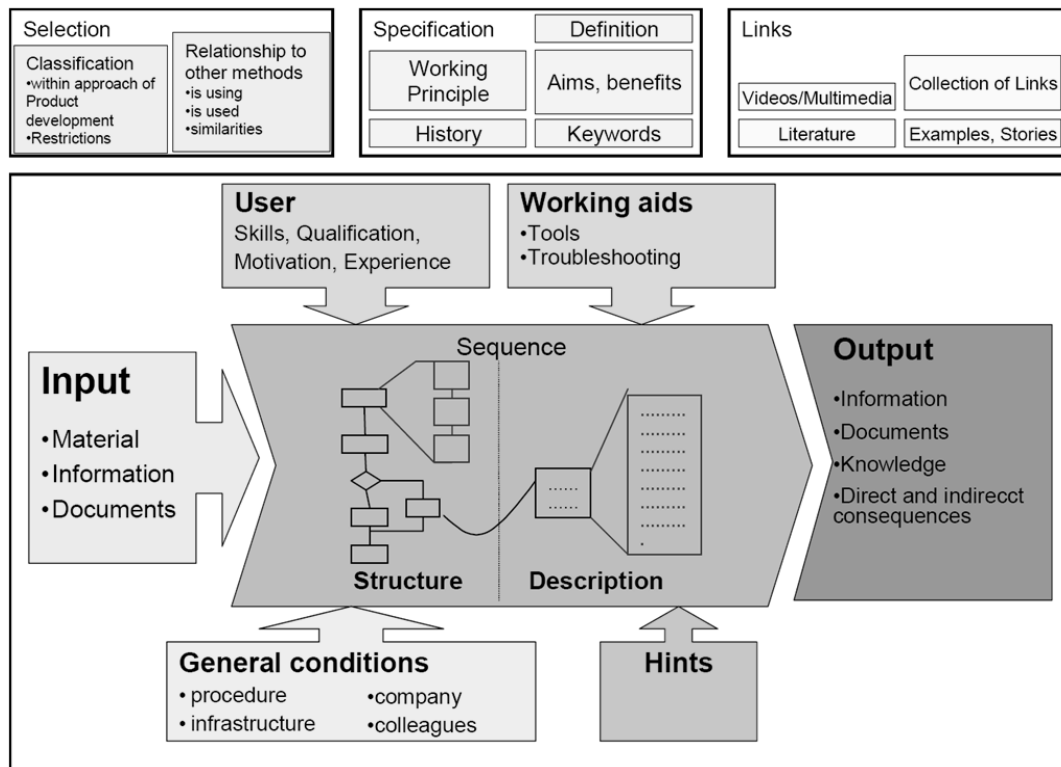 Selection
Classification
•within approach of
Product
development
•Restrictions
Relationship to
other methods
•is using
•is used
•similarities
Specification
Definition
Working
Principle
Aims, benefits
History
Keywords
Links
Videos/Multimedia
Collection of Links
Literature
Examples, Stories
User
Skills, Qualification,
Motivation, Experience
Working aids
•Tools
•Troubleshooting
Input
•Material
•Information
•Documents
Sequence
Structure
Description
Output
•Information
•Documents
•Knowledge
•Direct and indirecct
consequences
General conditions
•procedure
•infrastructure
•company
•colleagues
Hints